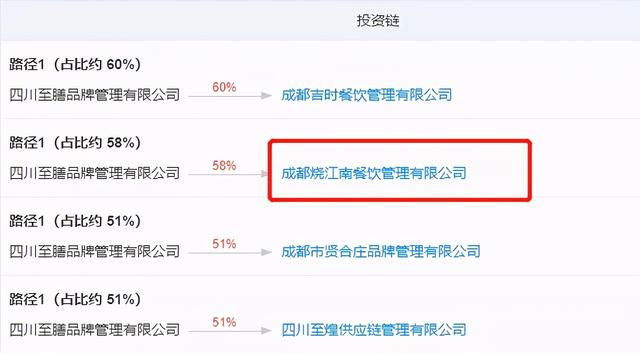 投资链
路径1（占比约 60%）
四川至膳品牌管理有限公司 60% 成都吉时餐饮管理有限公司
路径1（占比约 58%）
四川至膳品牌管理有限公司 58% 成都烧江南餐饮管理有限公司
路径1（占比约 51%）
四川至膳品牌管理有限公司 51% 成都市贤合庄品牌管理有限公司
路径1（占比约 51%）
四川至膳品牌管理有限公司 51% 四川至煌供应链管理有限公司